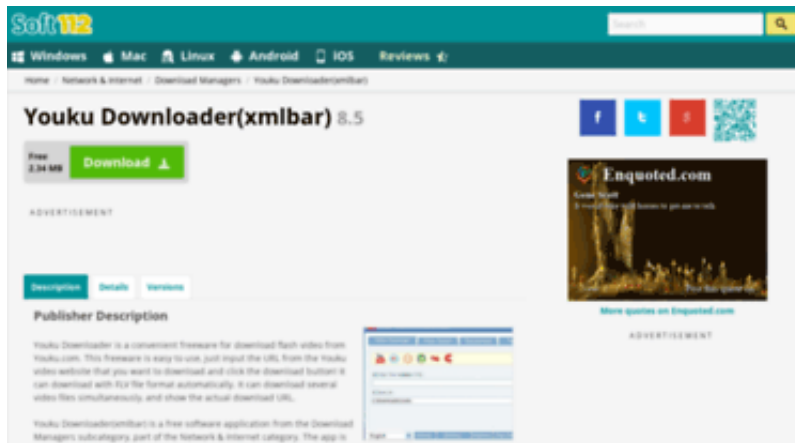 Soft112
Search
Windows Mac Linux Android iOS Reviews
Home / Network & Internet / Download Managers / Youku Downloader(xmlbar)
Youku Downloader(xmlbar) 8.5
Free
2.34 MB
Download
ADVERTISEMENT
Enquoted.com
More quotes on Enquoted.com
ADVERTISEMENT
Description Details Versions
Publisher Description
Youku Downloader is a convenient freeware for download flash video from
Youku.com. This freeware is easy to use, just input the URL from the Youku
video website that you want to download and click the download button! It
can download with FLV file format automatically. It can download several
video files simultaneously, and show the actual download URL.
Youku Downloader(xmlbar) is a free software application from the Download
Managers subcategory, part of the Network & Internet category. The app is